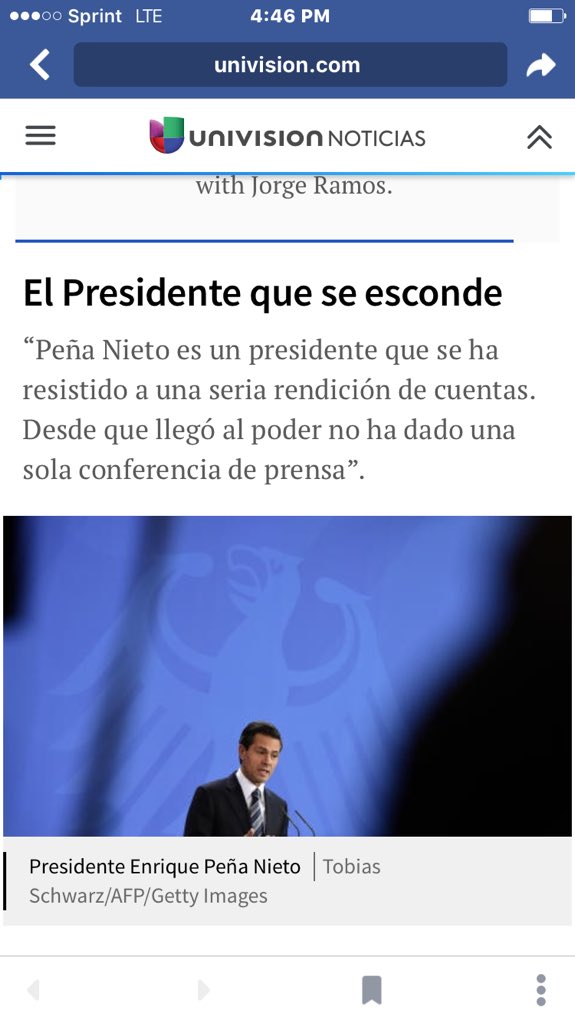 Sprint LTE 4:46 PM
univision.com
UNIVISION NOTICIAS
with Jorge Ramos.
El Presidente que se esconde
“Peña Nieto es un presidente que se ha
resistido a una seria rendición de cuentas.
Desde que llegó al poder no ha dado una
sola conferencia de prensa”.
Presidente Enrique Peña Nieto | Tobias
Schwarz/AFP/Getty Images